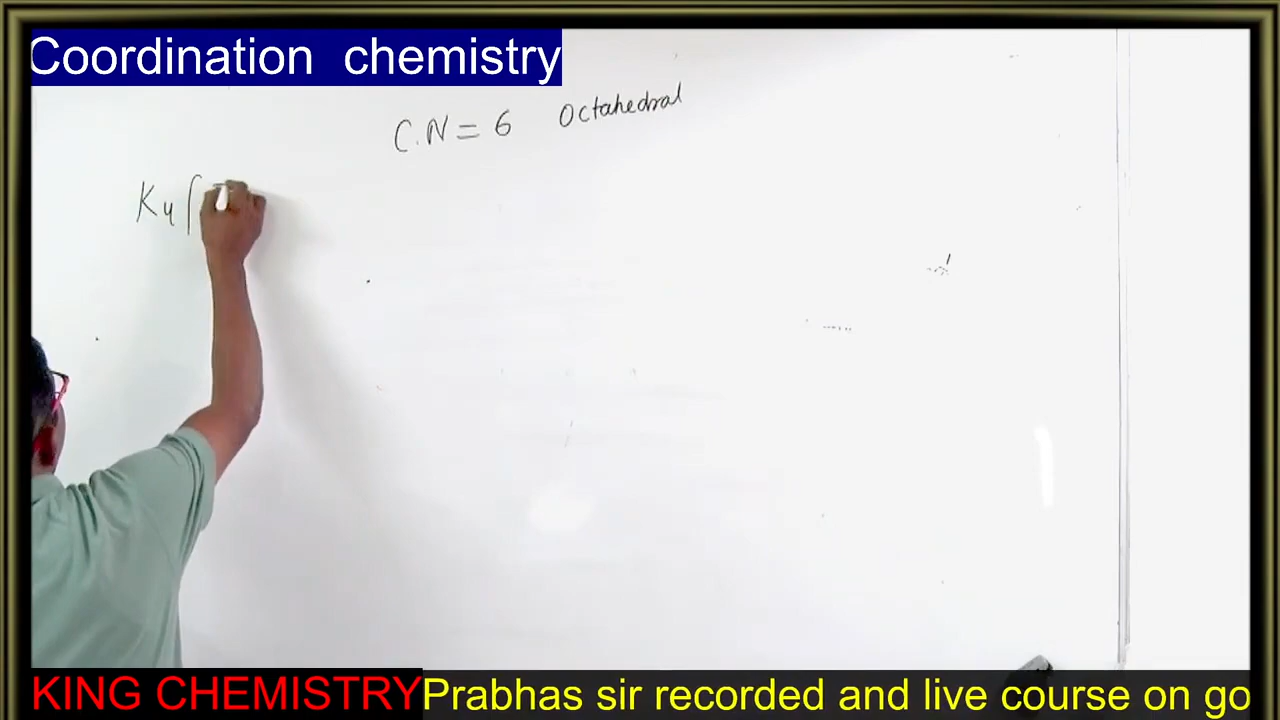 Coordination chemistry
C.N = 6 Octahedral
K4 [
KING CHEMISTRY Prabhas sir recorded and live course on go